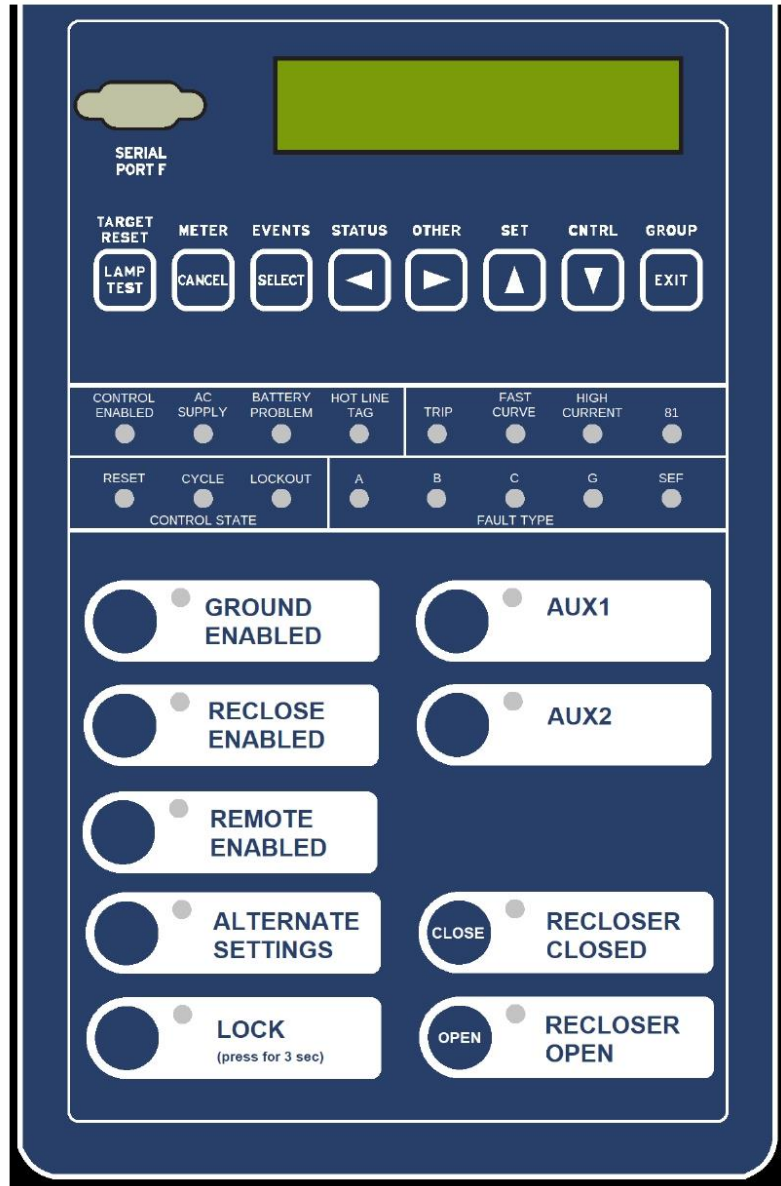 SERIAL
PORT F
TARGET
RESET
METER
EVENTS
STATUS
OTHER
SET
CNTRL
GROUP
LAMP
TEST
CANCEL
SELECT
EXIT
CONTROL
ENABLED
AC
SUPPLY
BATTERY
PROBLEM
HOT LINE
TAG
TRIP
FAST
CURVE
HIGH
CURRENT
81
RESET
CYCLE
LOCKOUT
CONTROL STATE
A
B
C
G
SEF
FAULT TYPE
GROUND
ENABLED
AUX1
RECLOSE
ENABLED
AUX2
REMOTE
ENABLED
ALTERNATE
SETTINGS
CLOSE
RECLOSER
CLOSED
LOCK
(press for 3 sec)
OPEN
RECLOSER
OPEN